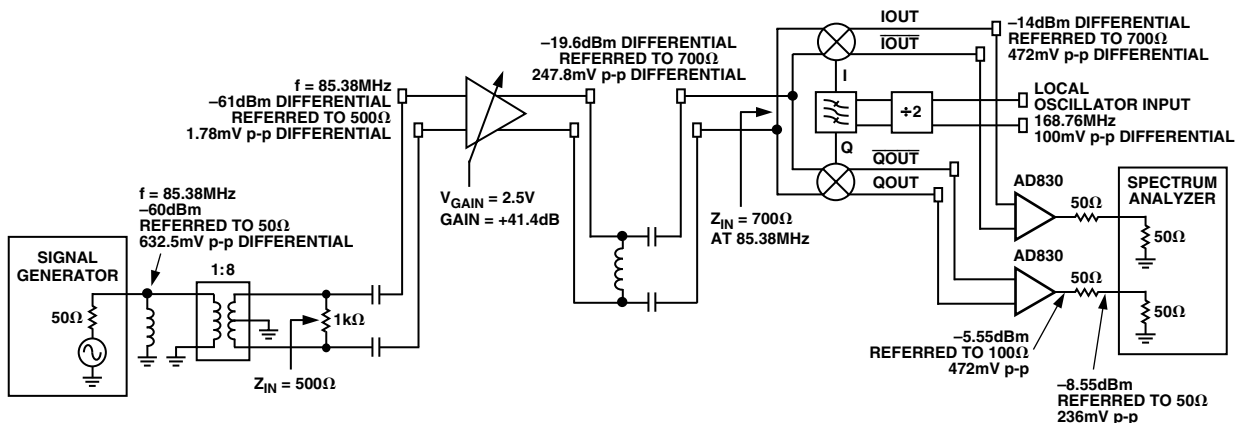 IOUT
IOUT
–14dBm DIFFERENTIAL
REFERRED TO 700Ω
472mV p-p DIFFERENTIAL
–19.6dBm DIFFERENTIAL
REFERRED TO 700Ω
247.8mV p-p DIFFERENTIAL
f = 85.38MHz
–61dBm DIFFERENTIAL
REFERRED TO 500Ω
1.78mV p-p DIFFERENTIAL
I
÷2
LOCAL
OSCILLATOR INPUT
168.76MHz
100mV p-p DIFFERENTIAL
Q
QOUT
QOUT
VGAIN = 2.5V
GAIN = +41.4dB
ZIN = 700Ω
AT 85.38MHz
f = 85.38MHz
–60dBm
REFERRED TO 50Ω
632.5mV p-p DIFFERENTIAL
AD830
50Ω
SPECTRUM
ANALYZER
50Ω
SIGNAL
GENERATOR
50Ω
1:8
1kΩ
ZIN = 500Ω
AD830
50Ω
50Ω
–5.55dBm
REFERRED TO 100Ω
472mV p-p
–8.55dBm
REFERRED TO 50Ω
236mV p-p